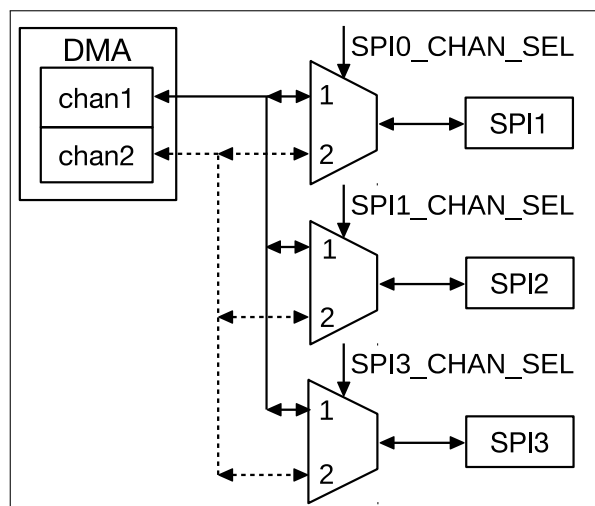 DMA
chan1
chan2
SPI0_CHAN_SEL
1
2
SPI1
SPI1_CHAN_SEL
1
2
SPI2
SPI3_CHAN_SEL
1
2
SPI3